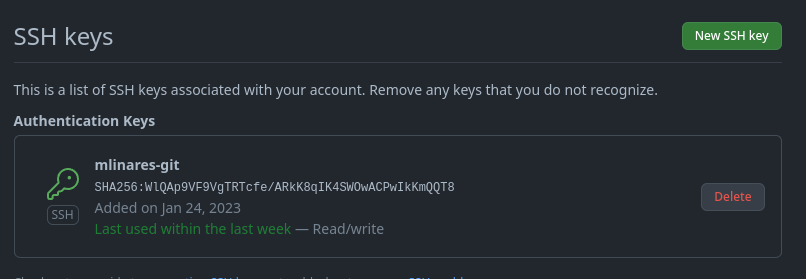 SSH keys
New SSH key
This is a list of SSH keys associated with your account. Remove any keys that you do not recognize.
Authentication Keys
mlinares-git
SHA256:WlQAp9VF9VgTRTcfe/ARkK8qIK4SWOwACPwIkKmQQT8
SSH
Added on Jan 24, 2023
Last used within the last week — Read/write
Delete